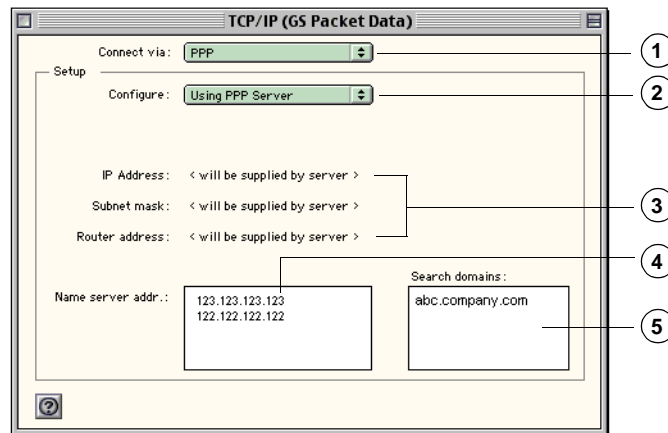 TCP/IP (GS Packet Data)
Connect via: PPP
1
Setup
Configure: Using PPP Server
2
IP Address: < will be supplied by server >
Subnet mask: < will be supplied by server >
3
Router address: < will be supplied by server >
4
Search domains:
Name server addr.: 123.123.123.123
122.122.122.122
abc.company.com
5
?